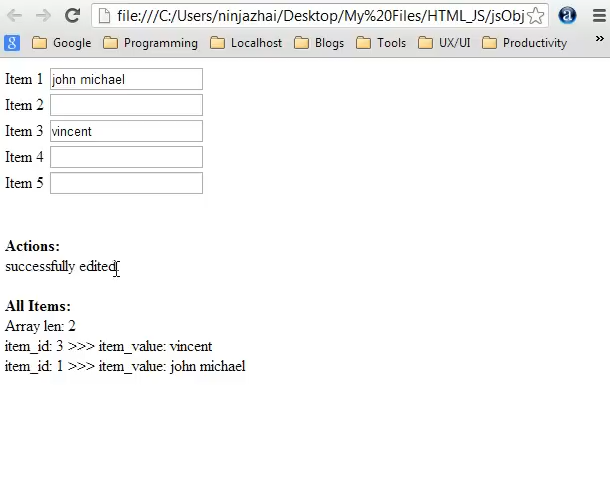 file:///C:/Users/ninjazhai/Desktop/My%20Files/HTML_JS/jsObj
Google Programming Localhost Blogs Tools UX/UI Productivity »
Item 1 john michael
Item 2
Item 3 vincent
Item 4
Item 5
Actions:
successfully edited
All Items:
Array len: 2
item_id: 3 >>> item_value: vincent
item_id: 1 >>> item_value: john michael